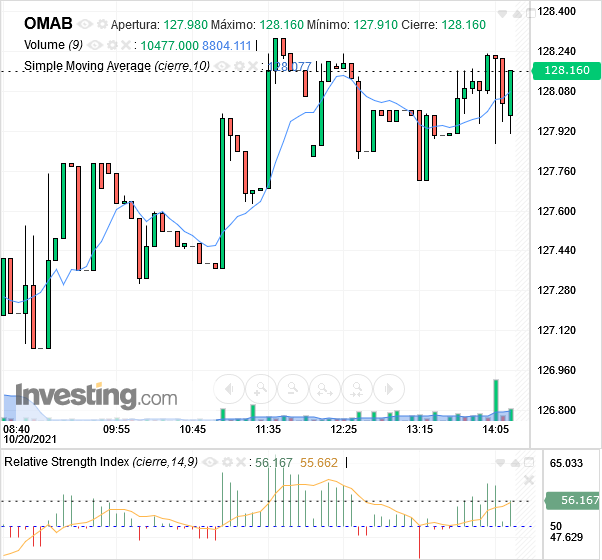 OMAB Apertura: 127.980 Máximo: 128.160 Mínimo: 127.910 Cierre: 128.160
Volume (9) : 10477.000 8804.111
Simple Moving Average (cierre,10) : 128.077
128.400
128.240
128.160
128.080
127.920
127.760
127.600
127.440
127.280
127.120
126.960
126.800
Investing.com
08:40 09:55 10:45 11:35 12:25 13:15 14:05
10/20/2021
Relative Strength Index (cierre,14,9) : 56.167 55.662
65.033
56.167
50
47.629